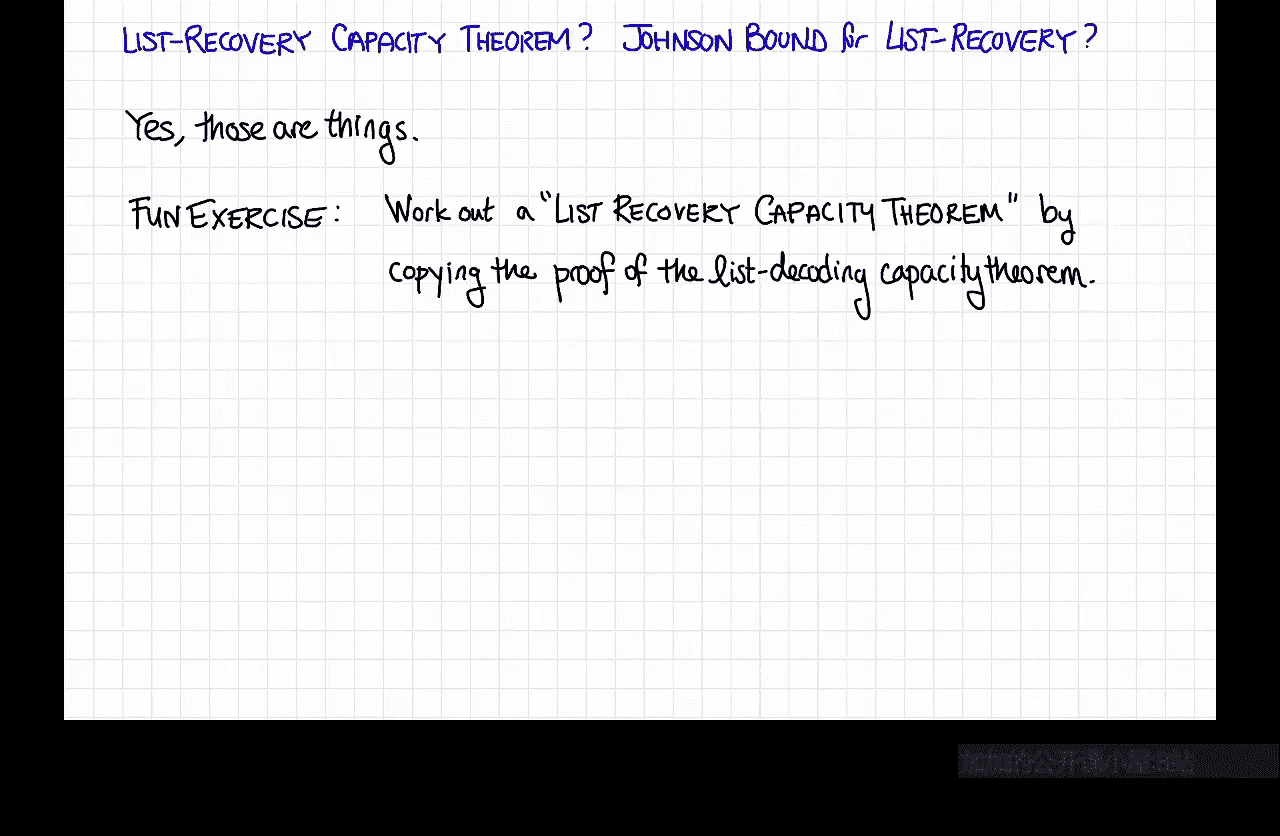 LIST-RECOVERY CAPACITY THEOREM? JOHNSON BOUND for LIST-RECOVERY?
Yes, those are things.
FUN EXERCISE: Work out a "LIST RECOVERY CAPACITY THEOREM" by
copying the proof of the list-decoding capacity theorem.